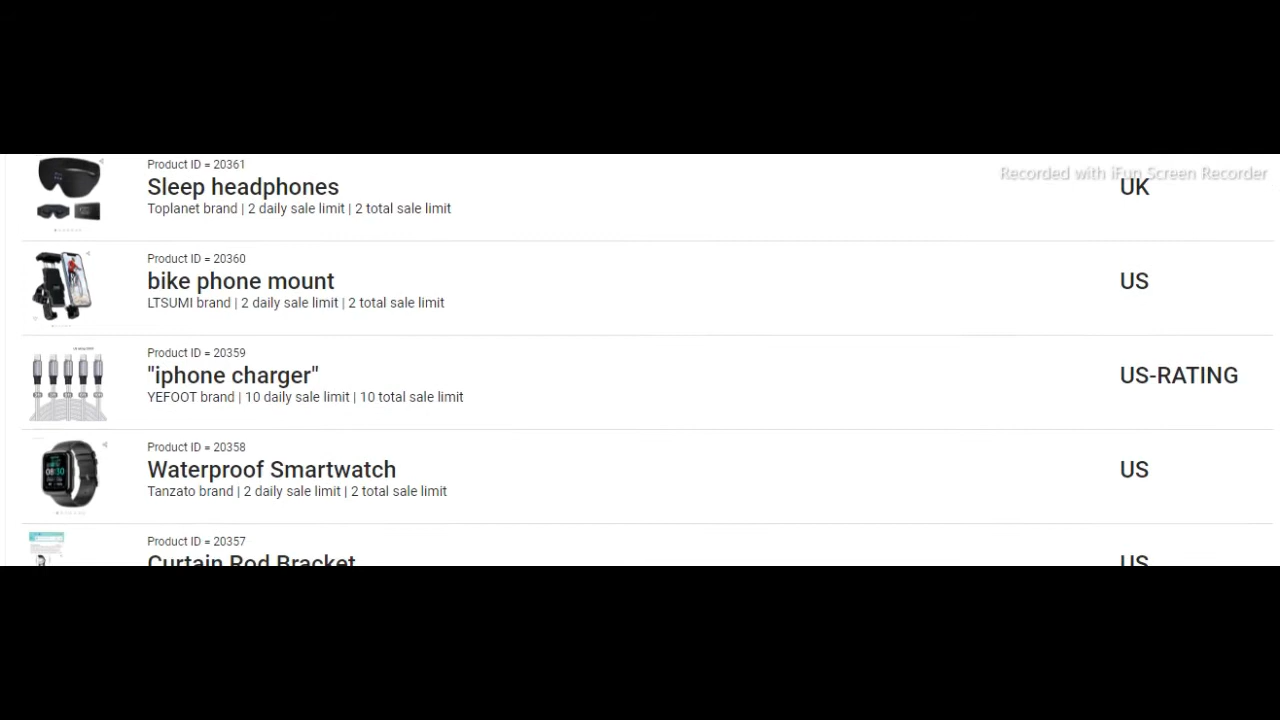 Product ID = 20361
Sleep headphones
Toplanet brand | 2 daily sale limit | 2 total sale limit
Recorded with iFun Screen Recorder
UK
Product ID = 20360
bike phone mount
LTSUMI brand | 2 daily sale limit | 2 total sale limit
US
Product ID = 20359
"iphone charger"
YEFOOT brand | 10 daily sale limit | 10 total sale limit
US-RATING
Product ID = 20358
Waterproof Smartwatch
Tanzato brand | 2 daily sale limit | 2 total sale limit
US
Product ID = 20357
Curtain Rod Bracket
US